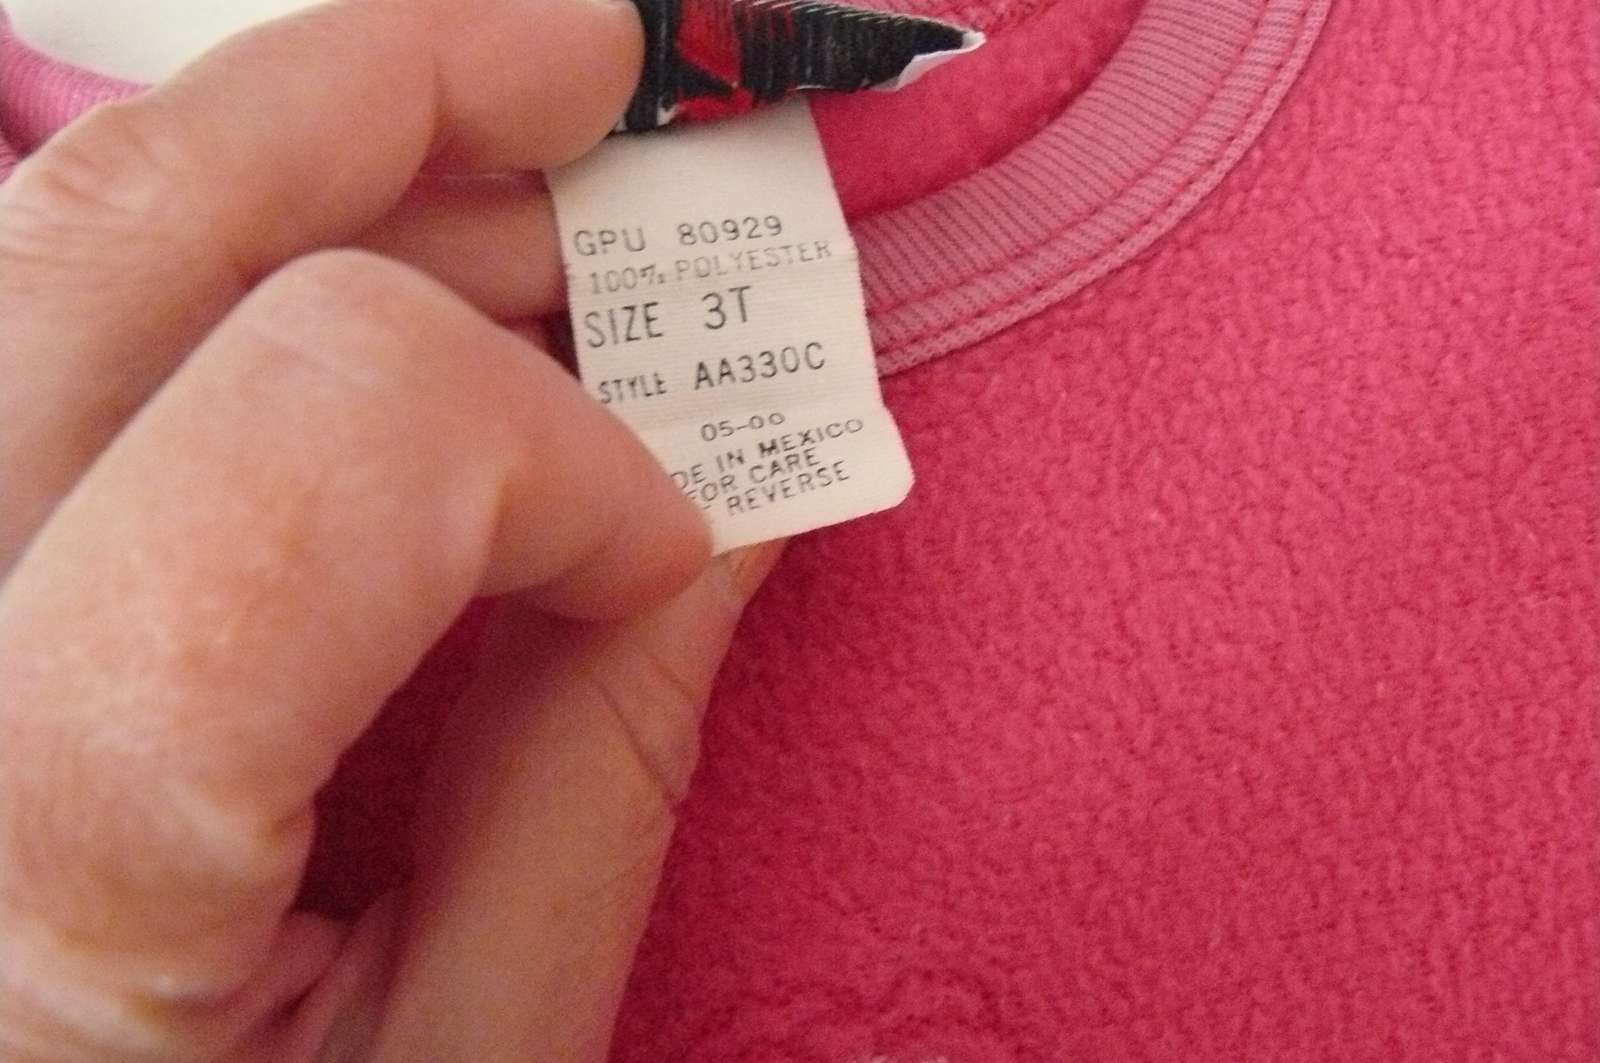 GPU 80929
100% POLYESTER
SIZE 3T
STYLE AA330C
05-00
DE IN MEXICO
FOR CARE
REVERSE